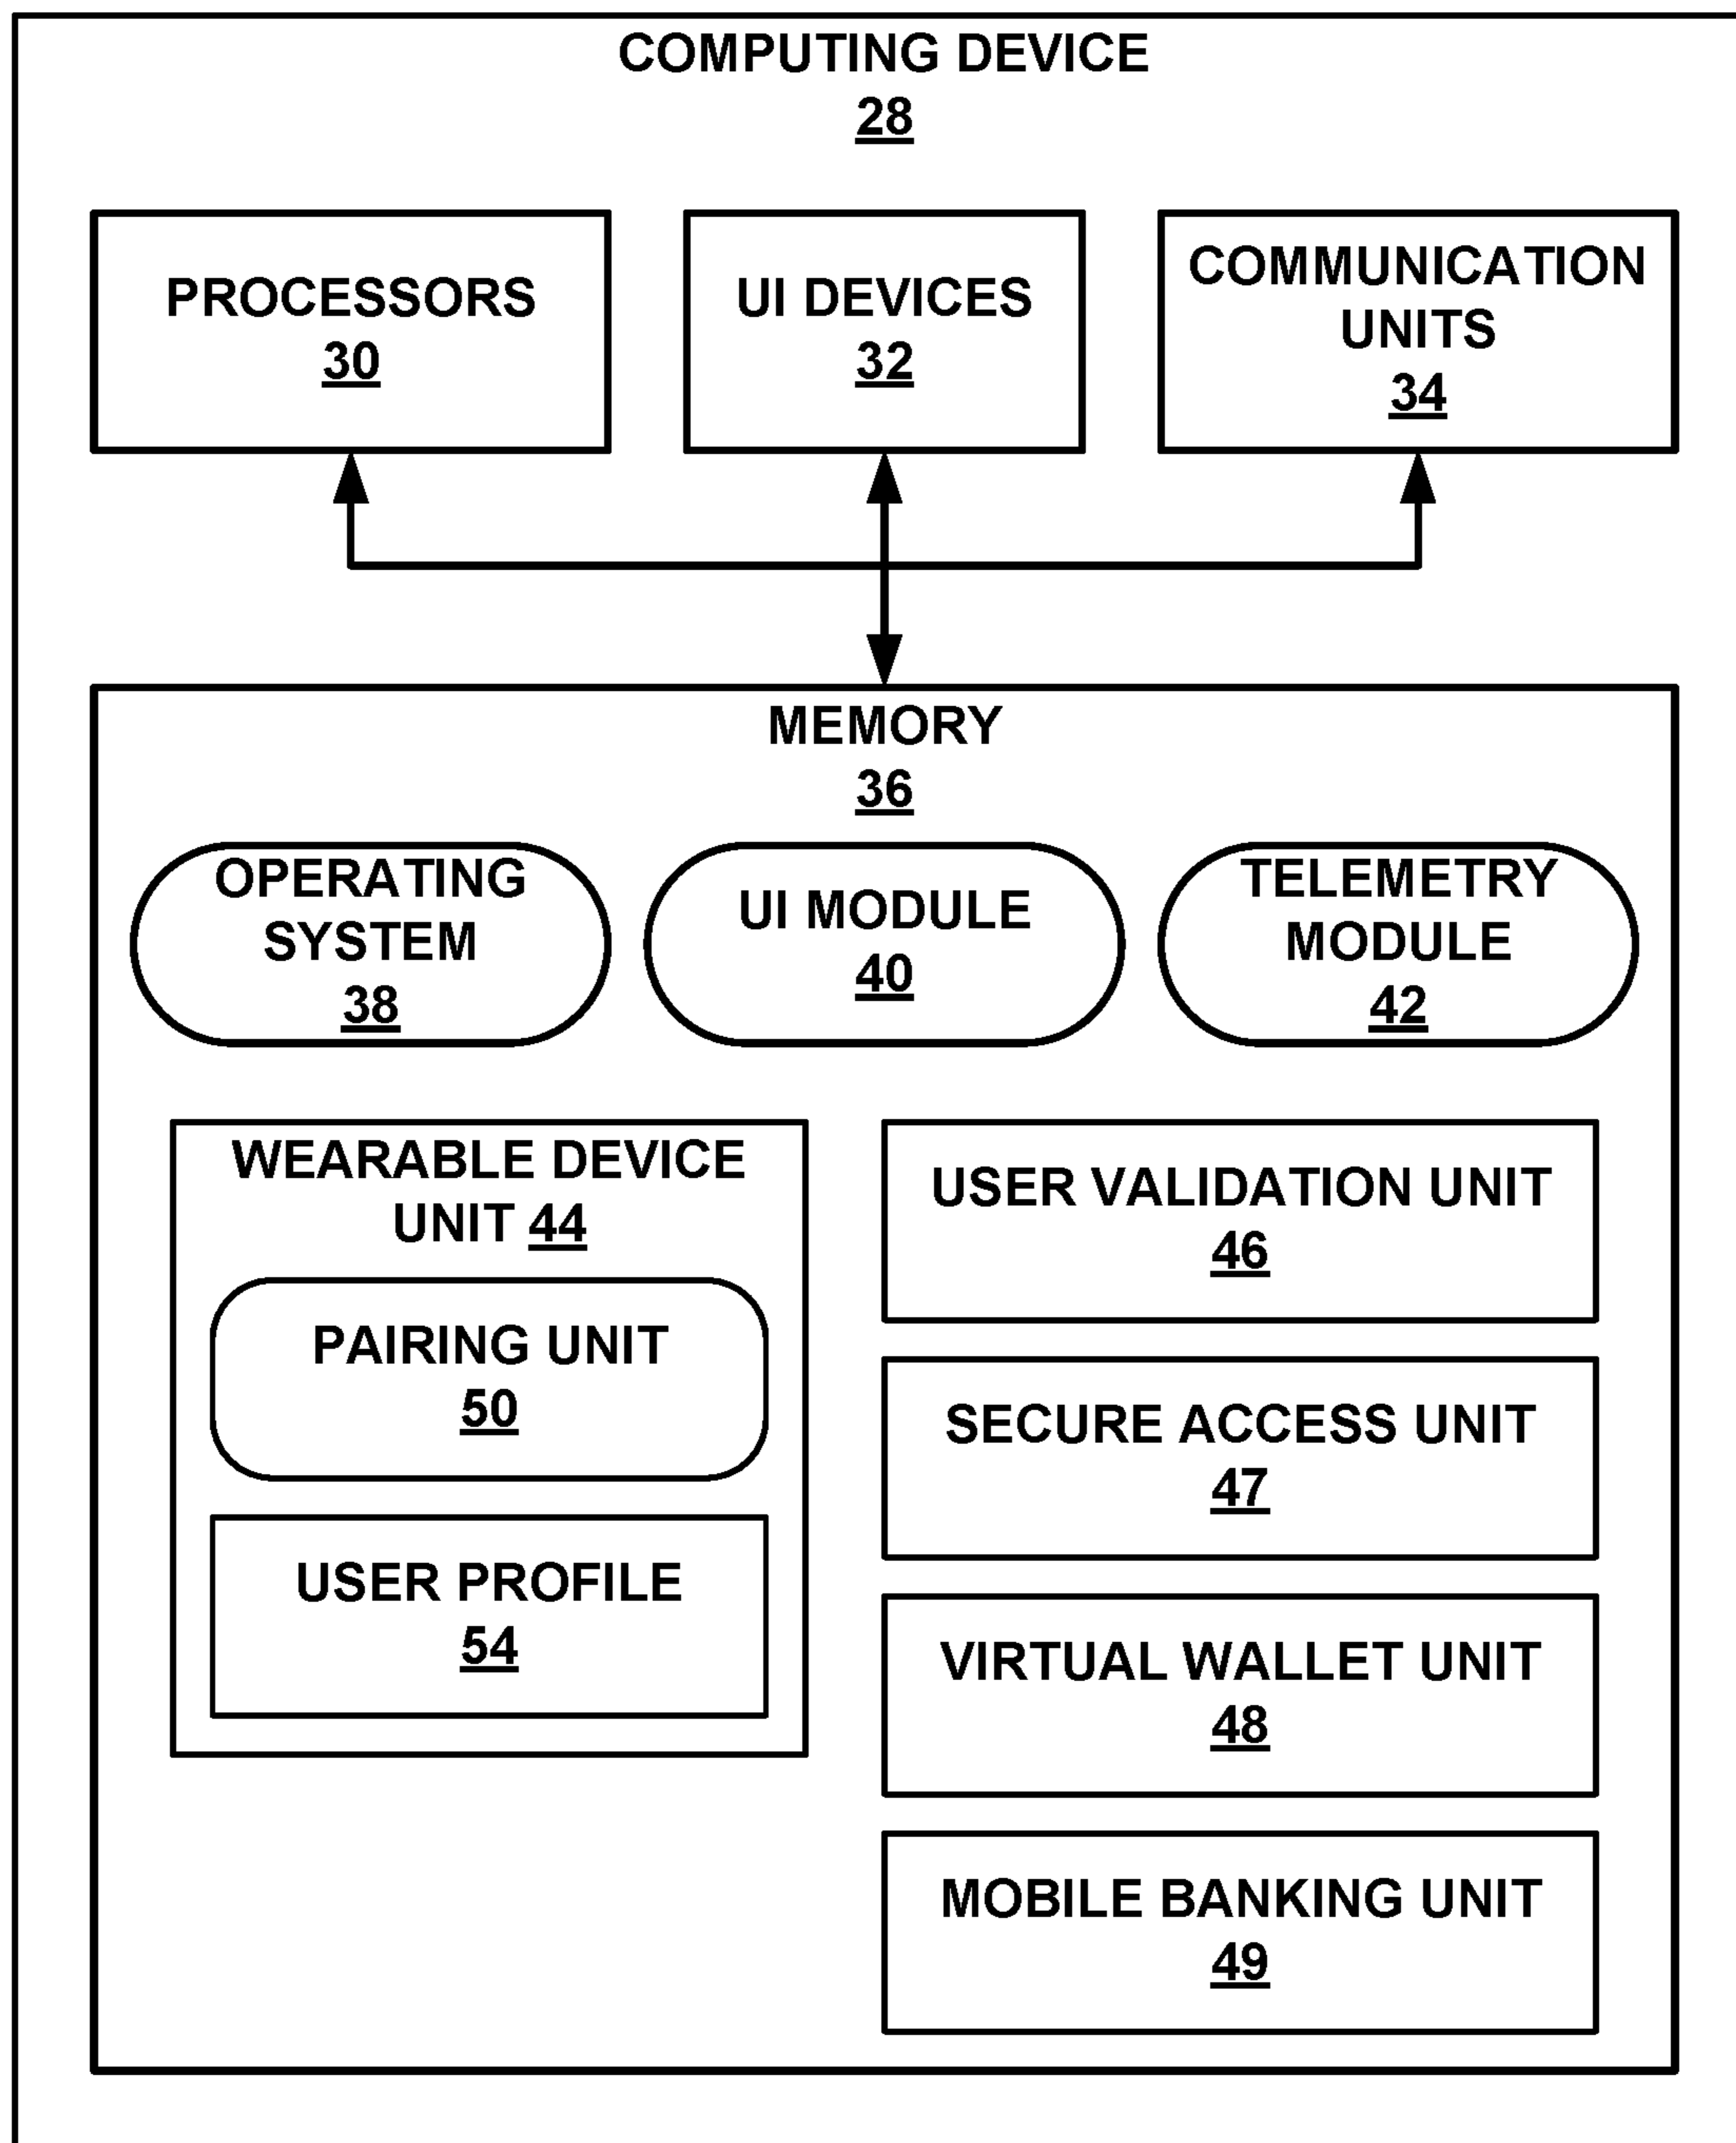 COMPUTING DEVICE
28
PROCESSORS
30
UI DEVICES
32
COMMUNICATION
UNITS
34
MEMORY
36
OPERATING
SYSTEM
38
UI MODULE
40
TELEMETRY
MODULE
42
WEARABLE DEVICE
UNIT 44
PAIRING UNIT
50
USER PROFILE
54
USER VALIDATION UNIT
46
SECURE ACCESS UNIT
47
VIRTUAL WALLET UNIT
48
MOBILE BANKING UNIT
49